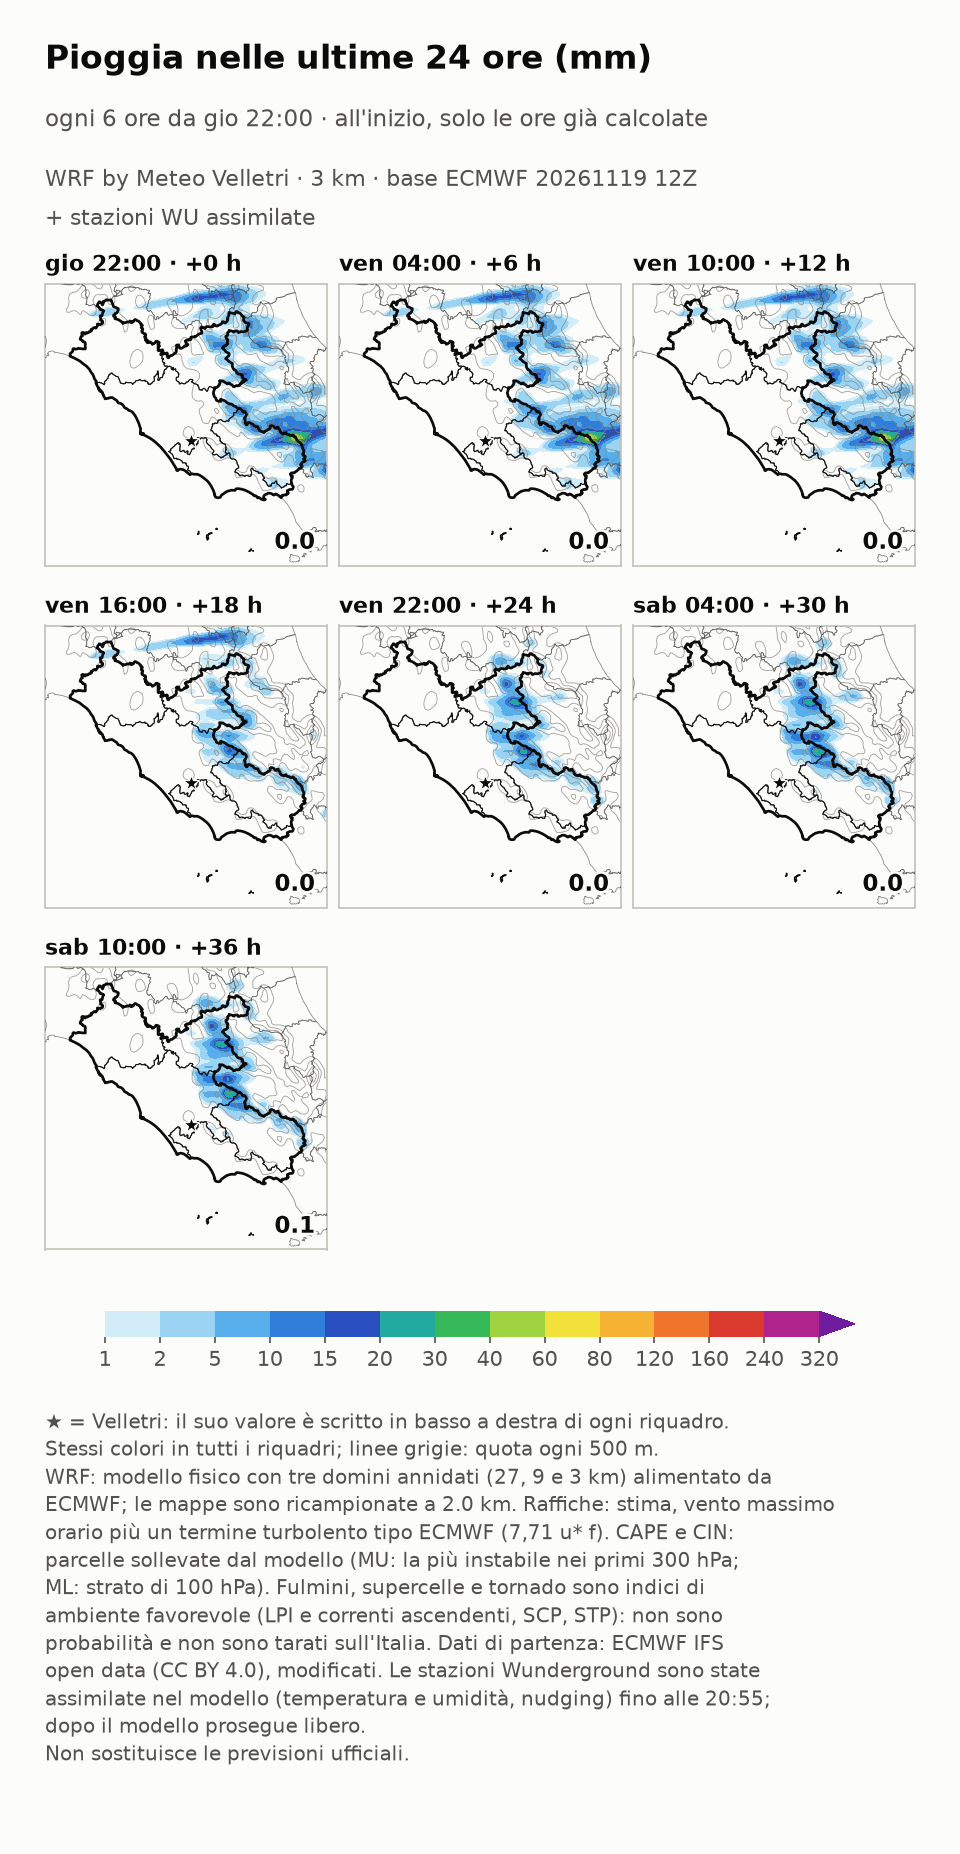 Pioggia nelle ultime 24 ore (mm)
ogni 6 ore da gio 22:00 · all'inizio, solo le ore già calcolate
WRF by Meteo Velletri · 3 km · base ECMWF 20261119 12Z
+ stazioni WU assimilate
gio 22:00 · +0 h
ven 04:00 · +6 h
ven 10:00 · +12 h
0.0
0.0
0.0
ven 16:00 · +18 h
ven 22:00 · +24 h
sab 04:00 · +30 h
0.0
0.0
0.0
sab 10:00 · +36 h
0.1
1 2 5 10 15 20 30 40 60 80 120 160 240 320
★ = Velletri: il suo valore è scritto in basso a destra di ogni riquadro.
Stessi colori in tutti i riquadri; linee grigie: quota ogni 500 m.
WRF: modello fisico con tre domini annidati (27, 9 e 3 km) alimentato da
ECMWF; le mappe sono ricampionate a 2.0 km. Raffiche: stima, vento massimo
orario più un termine turbolento tipo ECMWF (7,71 u* f). CAPE e CIN:
parcelle sollevate dal modello (MU: la più instabile nei primi 300 hPa;
ML: strato di 100 hPa). Fulmini, supercelle e tornado sono indici di
ambiente favorevole (LPI e correnti ascendenti, SCP, STP): non sono
probabilità e non sono tarati sull'Italia. Dati di partenza: ECMWF IFS
open data (CC BY 4.0), modificati. Le stazioni Wunderground sono state
assimilate nel modello (temperatura e umidità, nudging) fino alle 20:55;
dopo il modello prosegue libero.
Non sostituisce le previsioni ufficiali.